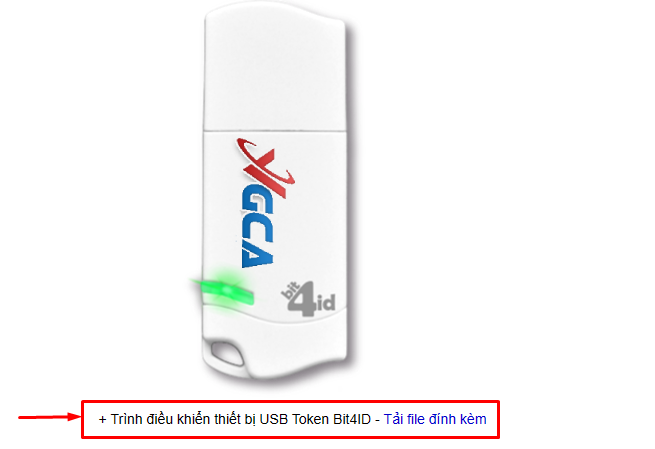 VGCA
bit4id
+ Trình điều khiển thiết bị USB Token Bit4ID - Tải file đính kèm